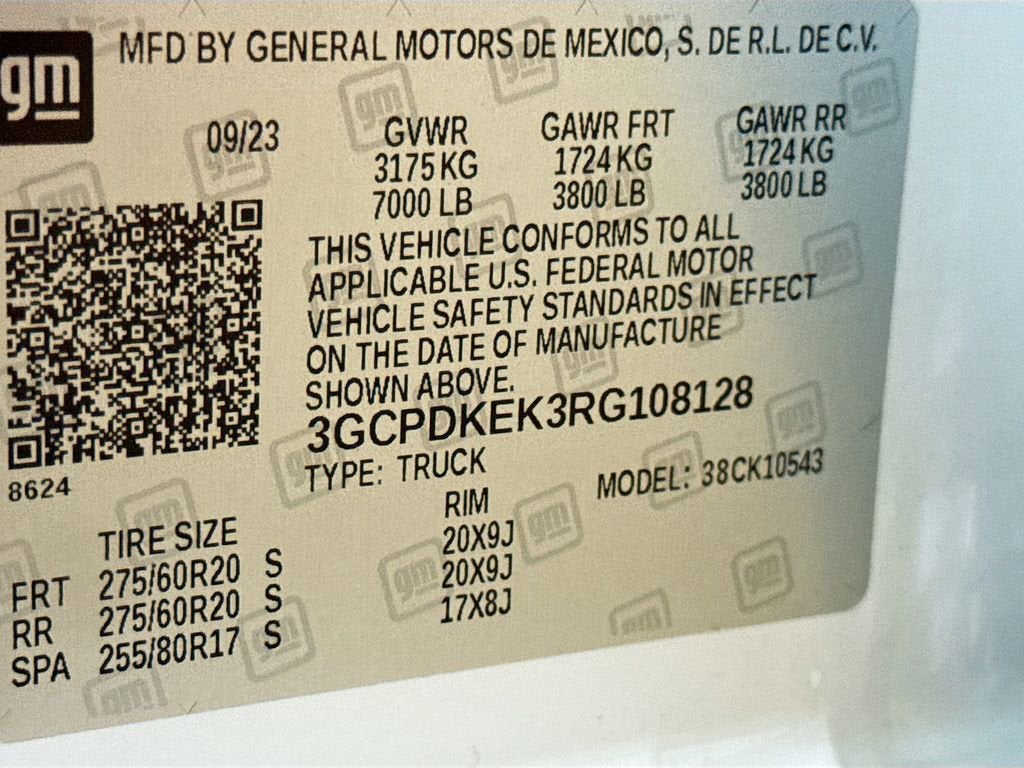 gm
MFD BY GENERAL MOTORS DE MEXICO, S. DE R.L. DE C.V.
09/23
GVWR
3175 KG
7000 LB
GAWR FRT
1724 KG
3800 LB
GAWR RR
1724 KG
3800 LB
THIS VEHICLE CONFORMS TO ALL
APPLICABLE U.S. FEDERAL MOTOR
VEHICLE SAFETY STANDARDS IN EFFECT
ON THE DATE OF MANUFACTURE
SHOWN ABOVE.
3GCPDKEK3RG108128
TYPE: TRUCK
MODEL: 38CK10543
8624
TIRE SIZE RIM
FRT 275/60R20 S 20X9J
RR 275/60R20 S 20X9J
SPA 255/80R17 S 17X8J